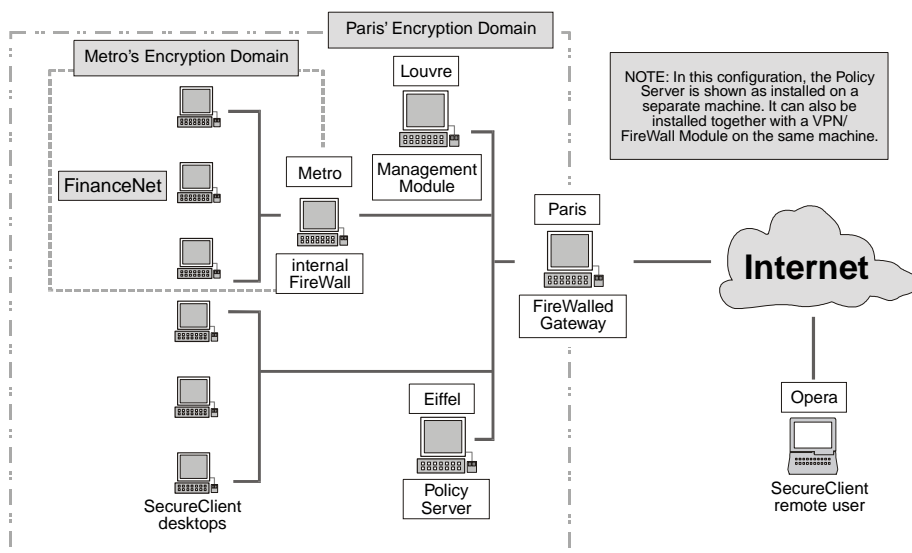 Paris’ Encryption Domain
Metro’s Encryption Domain
Louvre
NOTE: In this configuration, the Policy
Server is shown as installed on a
separate machine. It can also be
installed together with a VPN/
FireWall Module on the same machine.
FinanceNet
Metro
Management
Module
Paris
internal
FireWall
Internet
FireWalled
Gateway
Eiffel
Opera
Policy
Server
SecureClient
desktops
SecureClient
remote user